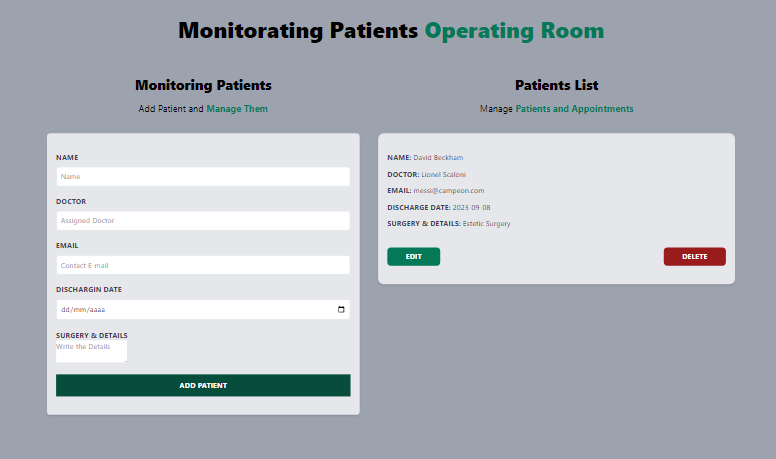 Monitorating Patients Operating Room
Monitoring Patients
Add Patient and Manage Them
NAME
Name
DOCTOR
Assigned Doctor
EMAIL
Contact E-mail
DISCHARGIN DATE
dd/mm/aaaa
SURGERY & DETAILS
Write the Details
ADD PATIENT
Patients List
Manage Patients and Appointments
NAME: David Beckham
DOCTOR: Lionel Scaloni
EMAIL: messi@campeon.com
DISCHARGE DATE: 2023-09-08
SURGERY & DETAILS: Estetic Surgery
EDIT
DELETE